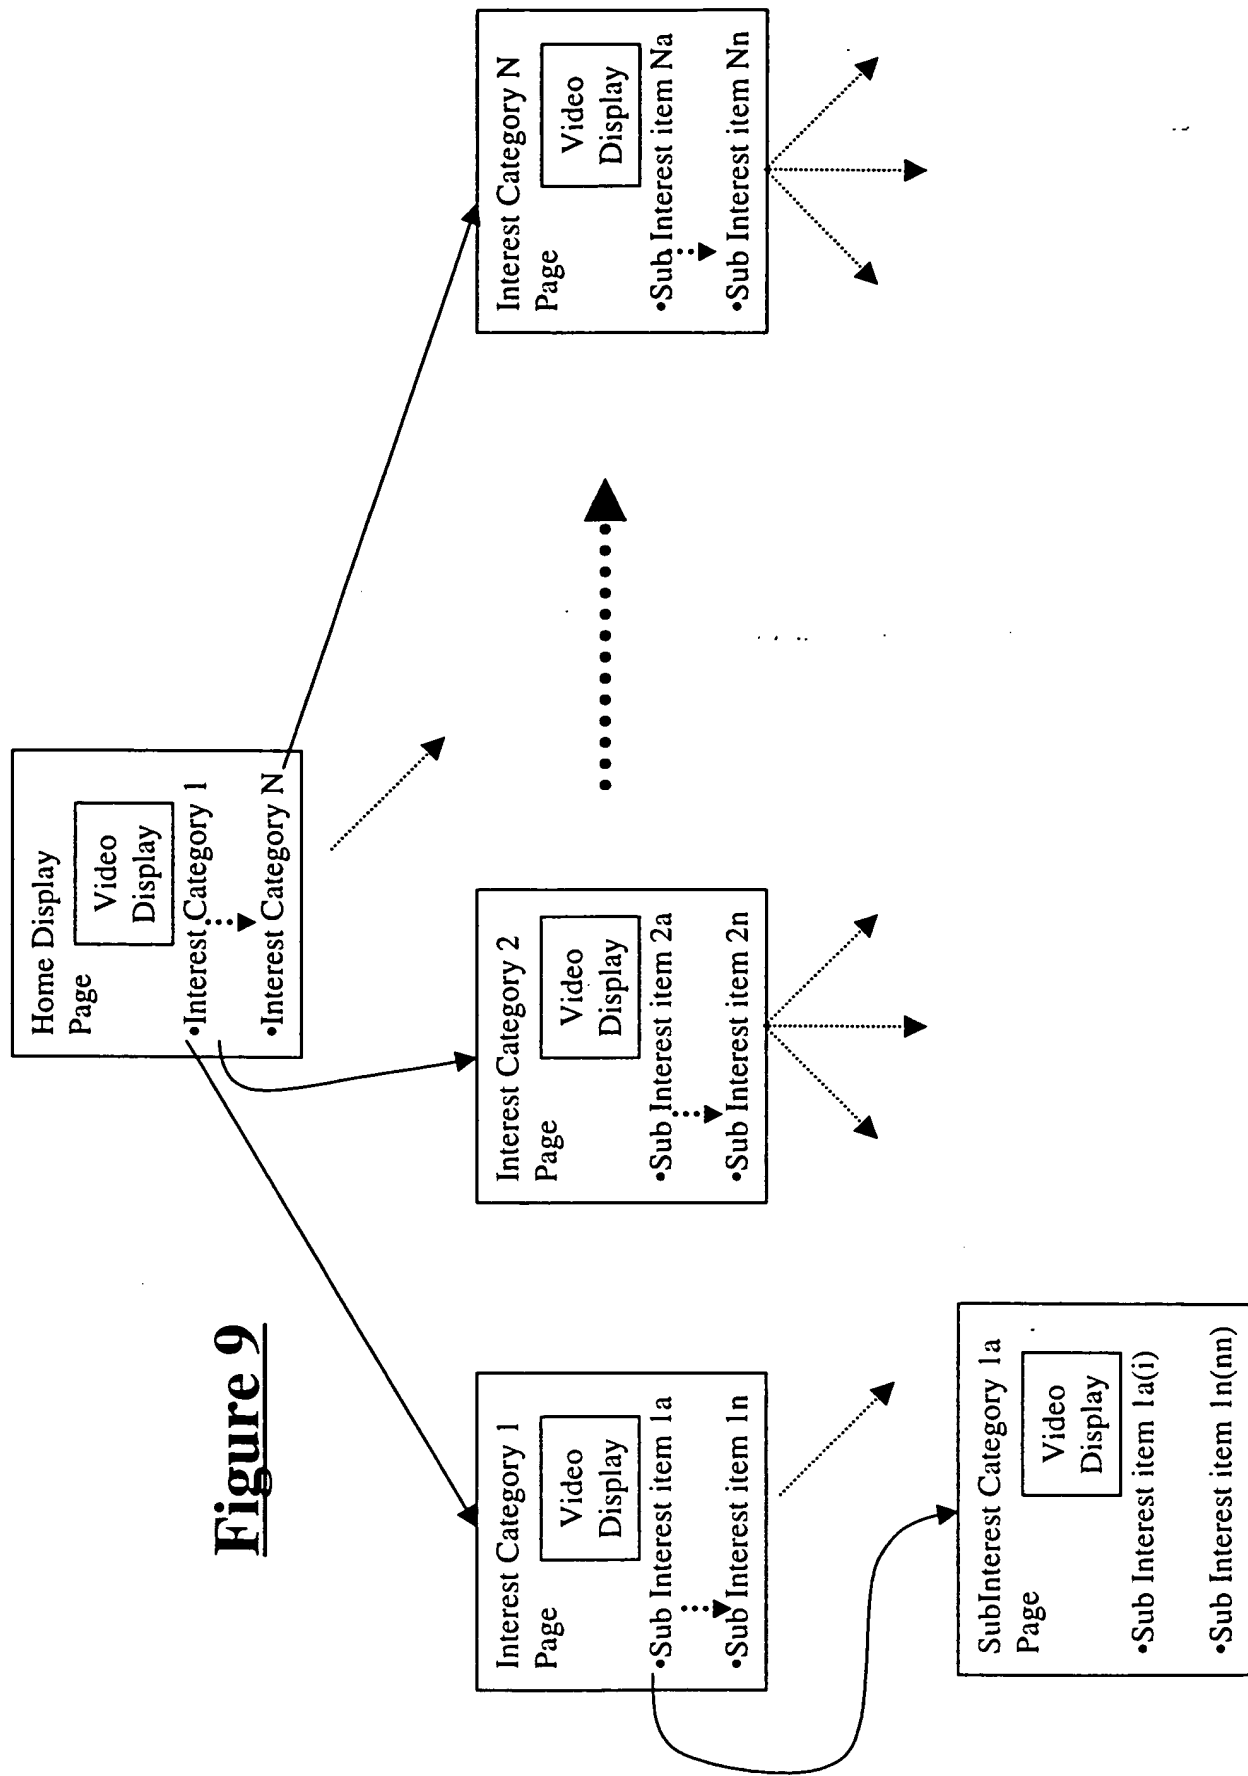 Figure 9
Home Display
Page
Video
Display
•Interest Category 1
•Interest Category N
Interest Category 1
Page
Video
Display
•Sub Interest item 1a
•Sub Interest item 1n
Interest Category 2
Page
Video
Display
•Sub Interest item 2a
•Sub Interest item 2n
Interest Category N
Page
Video
Display
•Sub Interest item Na
•Sub Interest item Nn
SubInterest Category 1a
Page
Video
Display
•Sub Interest item 1a(i)
•Sub Interest item 1n(nn)